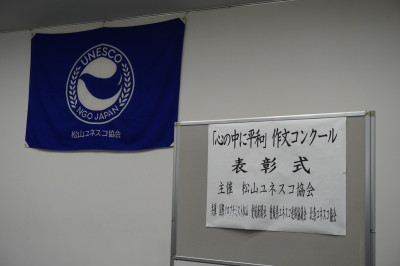 UNESCO
NGO JAPAN
松山ユネスコ協会
「心の中に平和」作文コンクール
表彰式
主催 松山ユネスコ協会